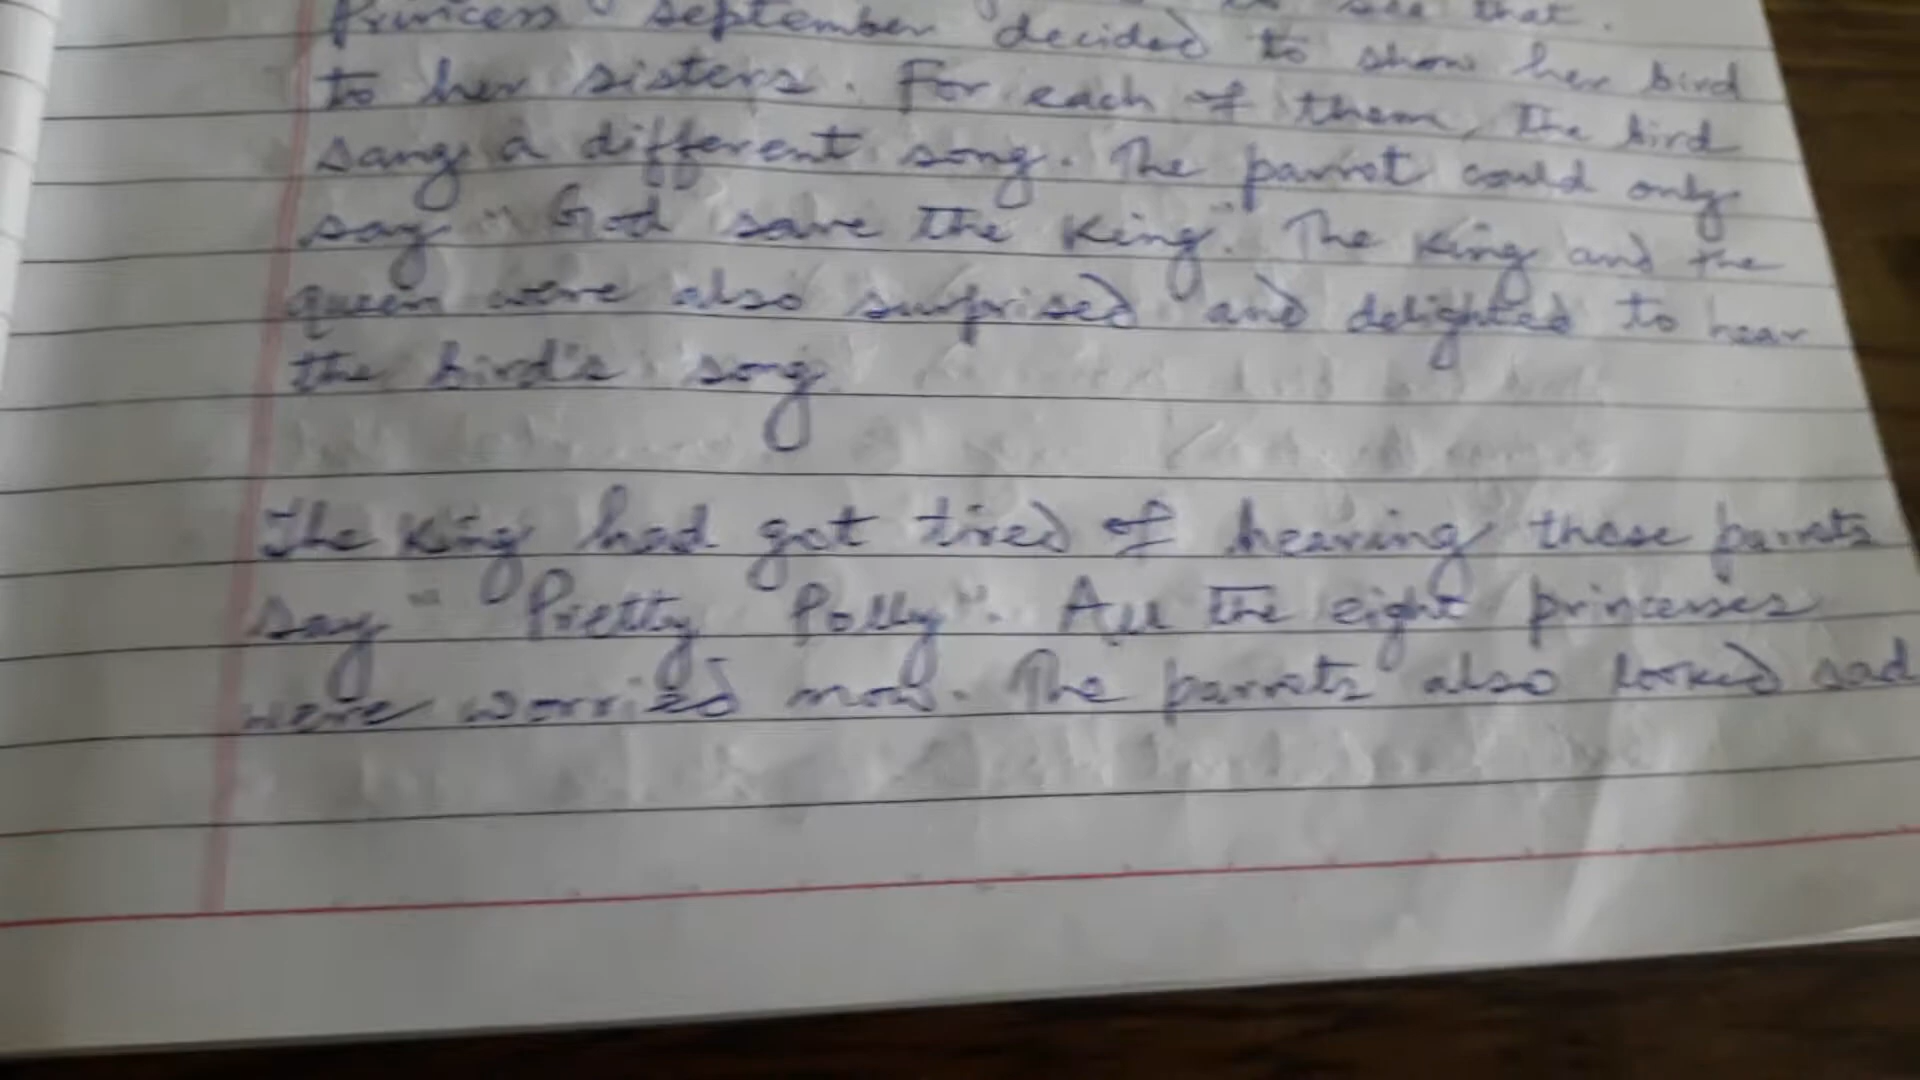 see that.
Princess September decided to show her bird
to her sisters. For each of them, the bird
sang a different song. The parrot could only
say "God save the King". The King and the
queen were also surprised and delighted to hear
the bird's song
The King had got tired of hearing those parrots
say "Pretty Polly". All the eight princesses
were worried now. The parrots also looked sad